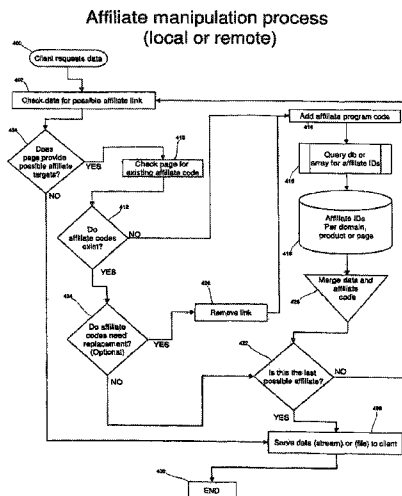 Affiliate manipulation process
(local or remote)
400
Client requests data
402
Check data for possible affiliate link
404
Does
page provide
possible affiliate
targets?
YES
NO
410
Check page for
existing affiliate code
412
Do
affiliate codes
exist?
NO
YES
424
Do affiliate
codes need
replacement?
(Optional)
YES
NO
426
Remove link
Add affiliate program code
414
Query db or
array for affiliate IDs
416
Affiliate IDs
Per domain,
product or page
418
Merge data and
affiliate
code
420
422
Is this the last
possible affiliate?
NO
YES
Serve data (stream) or (file) to client
END